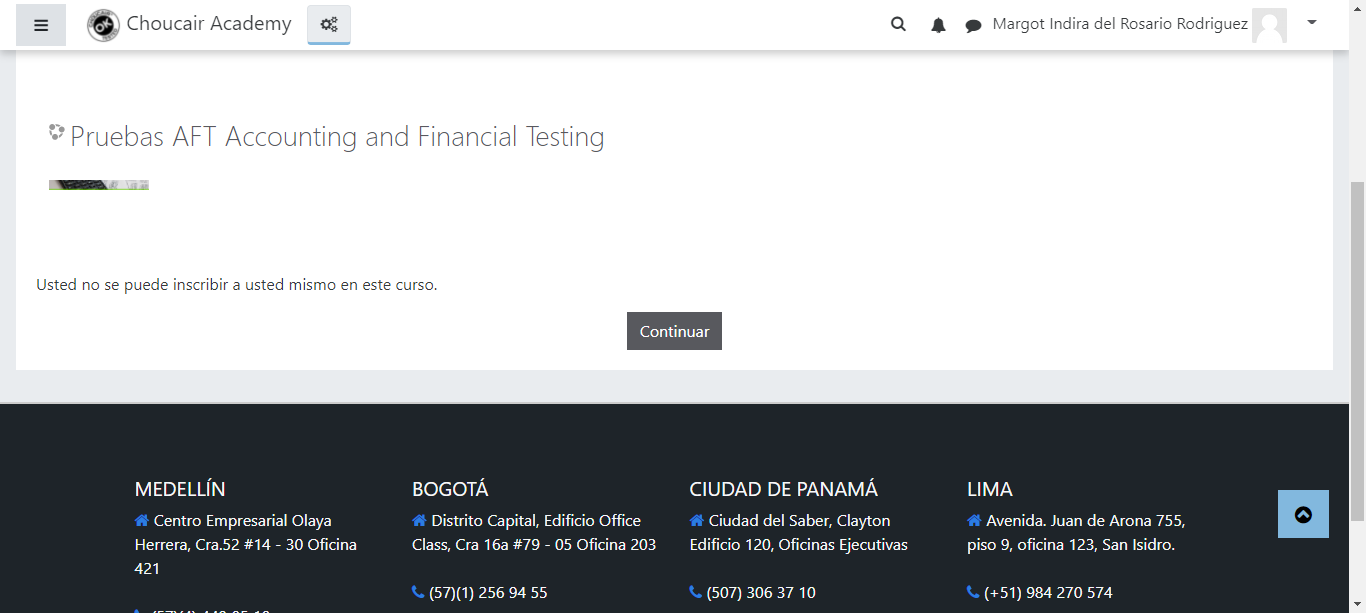 Choucair Academy
Margot Indira del Rosario Rodriguez
Pruebas AFT Accounting and Financial Testing
Usted no se puede inscribir a usted mismo en este curso.
Continuar
MEDELLÍN
Centro Empresarial Olaya
Herrera, Cra.52 #14 - 30 Oficina
421
BOGOTÁ
Distrito Capital, Edificio Office
Class, Cra 16a #79 - 05 Oficina 203
(57)(1) 256 94 55
CIUDAD DE PANAMÁ
Ciudad del Saber, Clayton
Edificio 120, Oficinas Ejecutivas
(507) 306 37 10
LIMA
Avenida. Juan de Arona 755,
piso 9, oficina 123, San Isidro.
(+51) 984 270 574